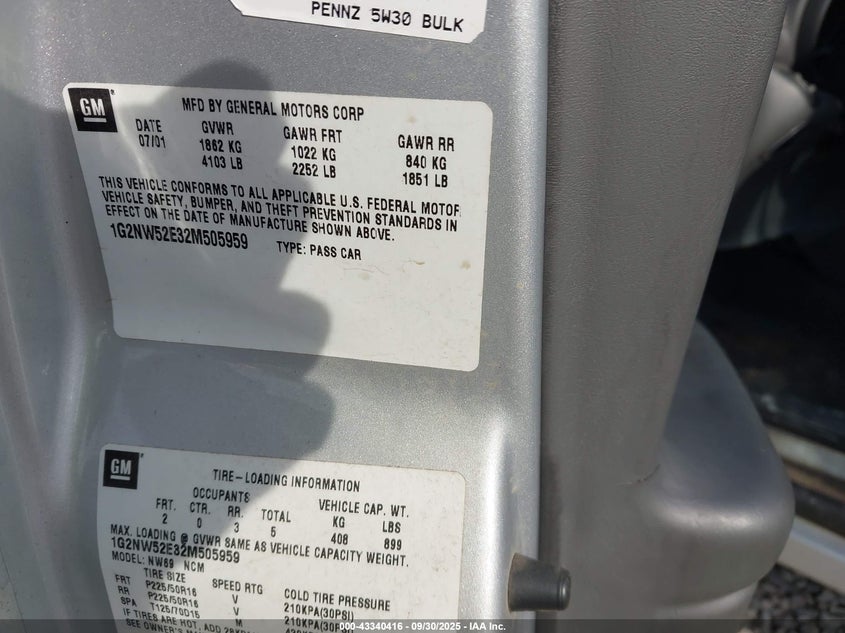 PENNZ 5W30 BULK
GM
MFD BY GENERAL MOTORS CORP
DATE GVWR GAWR FRT GAWR RR
07/01 1862 KG 1022 KG 840 KG
4103 LB 2252 LB 1851 LB
THIS VEHICLE CONFORMS TO ALL APPLICABLE U.S. FEDERAL MOTOR
VEHICLE SAFETY, BUMPER, AND THEFT PREVENTION STANDARDS IN
EFFECT ON THE DATE OF MANUFACTURE SHOWN ABOVE.
1G2NW52E32M505959 TYPE: PASS CAR
GM
TIRE-LOADING INFORMATION
OCCUPANTS VEHICLE CAP. WT.
FRT. CTR. RR. TOTAL KG LBS
2 0 3 5 408 899
MAX. LOADING @ GVWR SAME AS VEHICLE CAPACITY WEIGHT.
1G2NW52E32M505959
MODEL: NW69 NCM
TIRE SIZE SPEED RTG COLD TIRE PRESSURE
FRT P225/50R16 V 210KPA(30PSI)
RR P225/50R16 V 210KPA(30PSI)
SPA T125/70D15 M
IF TIRES ARE HOT, ADD
SEE OWNER'S
000-43340416 - 09/30/2025 - IAA Inc.